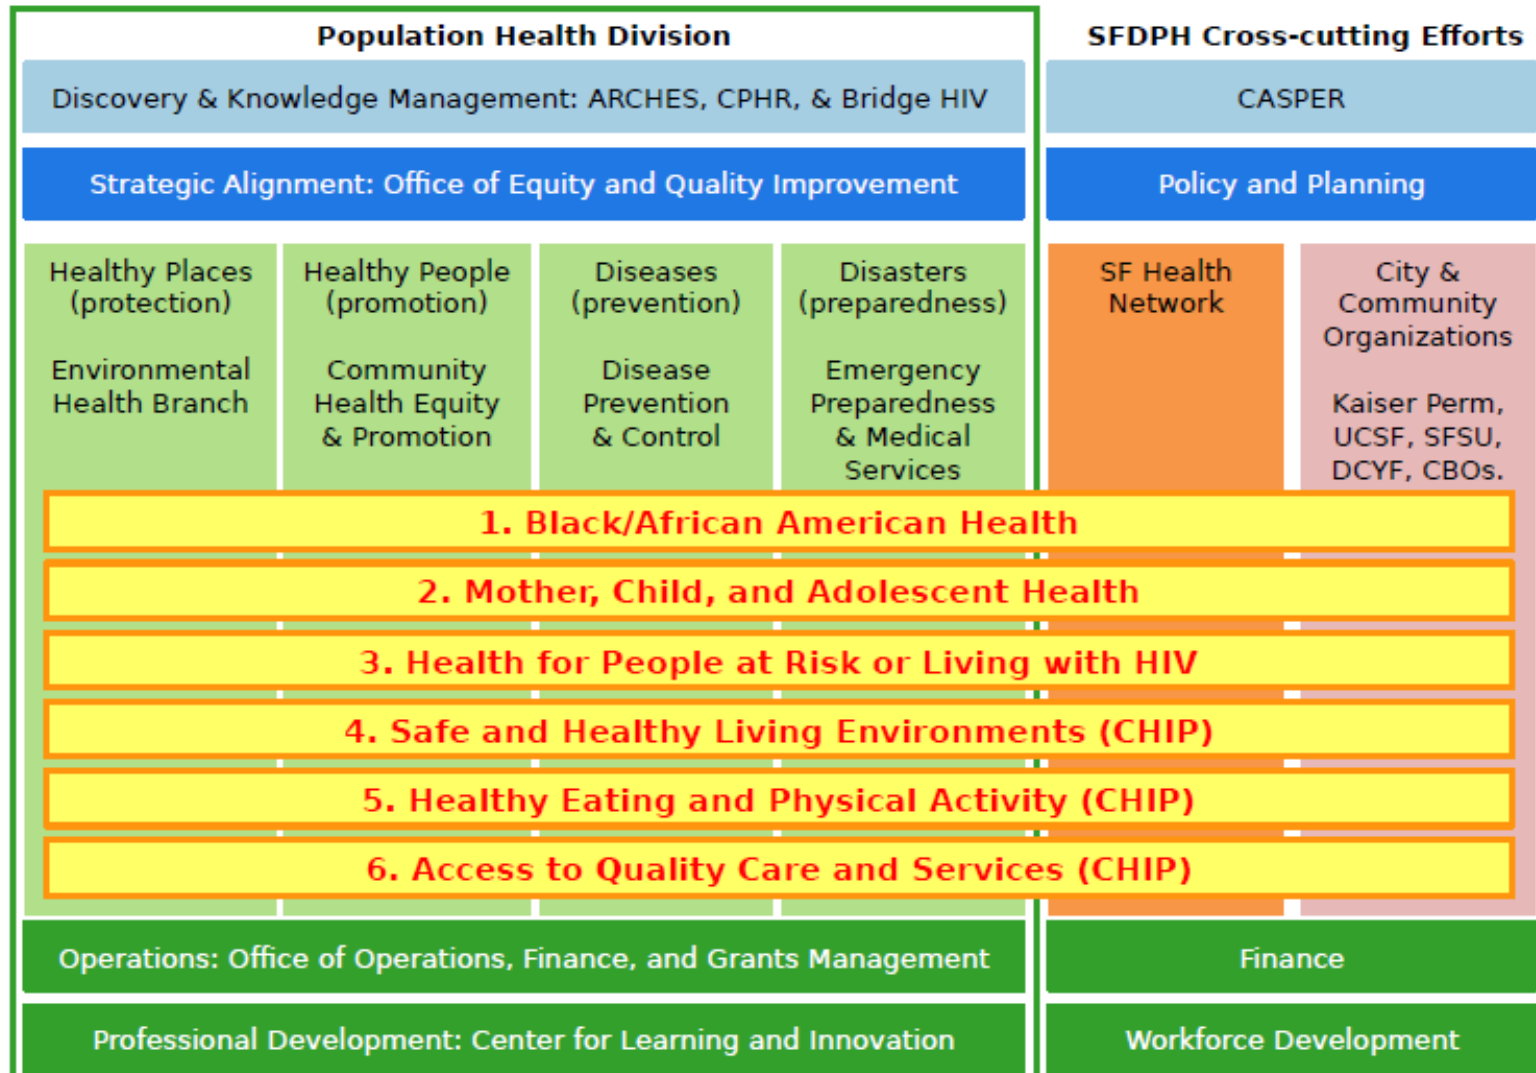 Population Health Division
SFDPH Cross-cutting Efforts
Discovery & Knowledge Management: ARCHES, CPHR, & Bridge HIV
CASPER
Strategic Alignment: Office of Equity and Quality Improvement
Policy and Planning
Healthy Places
(protection)
Environmental
Health Branch
Healthy People
(promotion)
Community
Health Equity
& Promotion
Diseases
(prevention)
Disease
Prevention
& Control
Disasters
(preparedness)
Emergency
Preparedness
& Medical
Services
SF Health
Network
City &
Community
Organizations
Kaiser Perm,
UCSF, SFSU,
DCYF, CBOs.
1. Black/African American Health
2. Mother, Child, and Adolescent Health
3. Health for People at Risk or Living with HIV
4. Safe and Healthy Living Environments (CHIP)
5. Healthy Eating and Physical Activity (CHIP)
6. Access to Quality Care and Services (CHIP)
Operations: Office of Operations, Finance, and Grants Management
Finance
Professional Development: Center for Learning and Innovation
Workforce Development